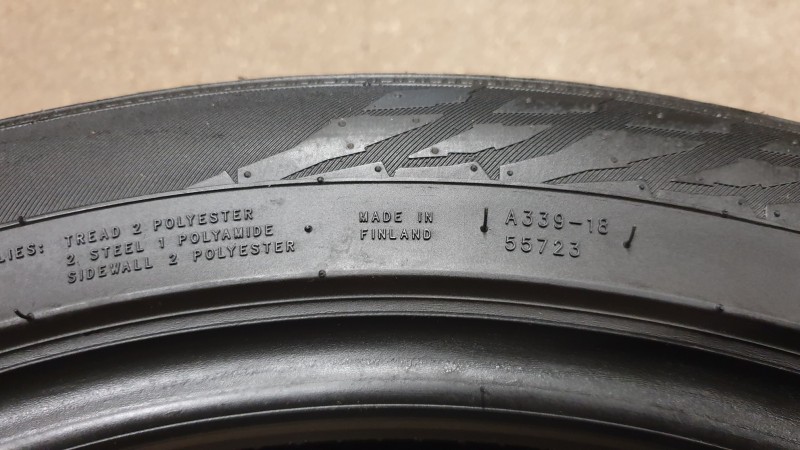 LIES: TREAD 2 POLYESTER
2 STEEL 1 POLYAMIDE
SIDEWALL 2 POLYESTER
MADE IN
FINLAND
A339-18
55723